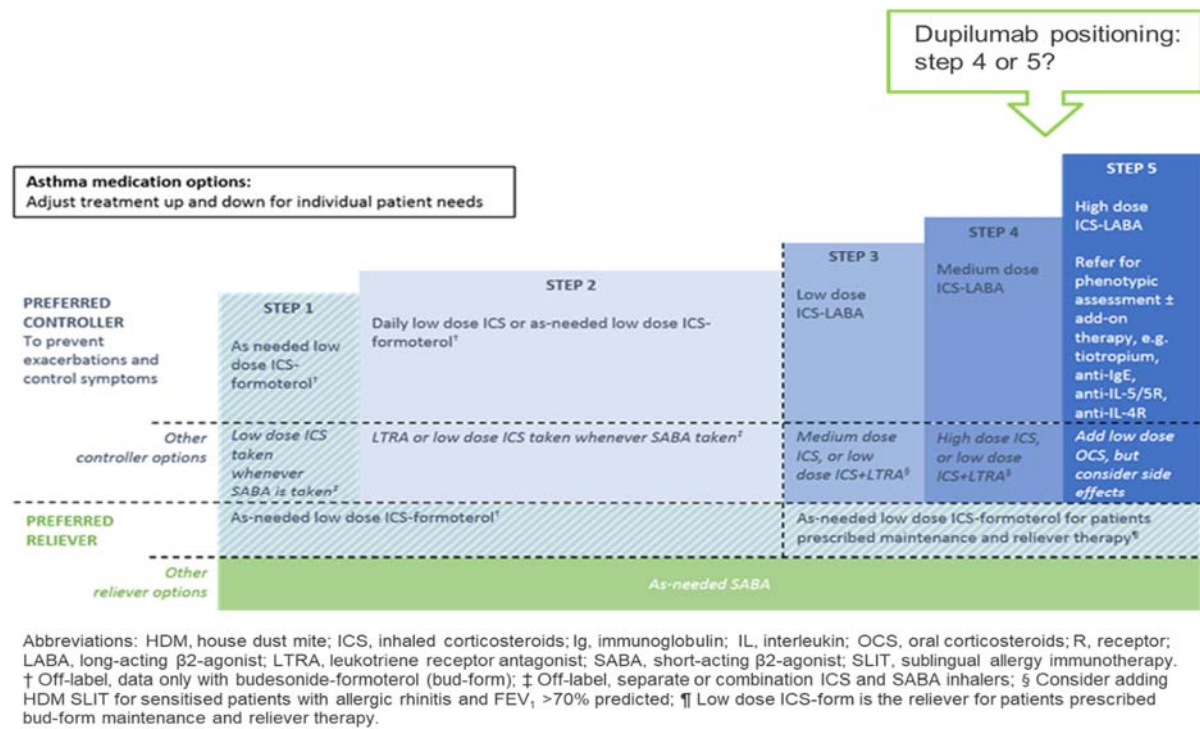 Dupilumab positioning:
step 4 or 5?
Asthma medication options:
Adjust treatment up and down for individual patient needs
PREFERRED
CONTROLLER
To prevent
exacerbations and
control symptoms
STEP 1
As needed low
dose ICS-
formoterol†
STEP 2
Daily low dose ICS or as-needed low dose ICS-
formoterol†
STEP 3
Low dose
ICS-LABA
STEP 4
Medium dose
ICS-LABA
STEP 5
High dose
ICS-LABA
Refer for
phenotypic
assessment ±
add-on
therapy, e.g.
tiotropium,
anti-IgE,
anti-IL-5/5R,
anti-IL-4R
Other
controller options
Low dose ICS
taken
whenever
SABA is taken‡
LTRA or low dose ICS taken whenever SABA taken‡
Medium dose
ICS, or low
dose ICS+LTRA§
High dose ICS,
or low dose
ICS+LTRA§
Add low dose
OCS, but
consider side
effects
PREFERRED
RELIEVER
As-needed low dose ICS-formoterol†
As-needed low dose ICS-formoterol for patients
prescribed maintenance and reliever therapy¶
Other
reliever options
As-needed SABA
Abbreviations: HDM, house dust mite; ICS, inhaled corticosteroids; Ig, immunoglobulin; IL, interleukin; OCS, oral corticosteroids; R, receptor;
LABA, long-acting β2-agonist; LTRA, leukotriene receptor antagonist; SABA, short-acting β2-agonist; SLIT, sublingual allergy immunotherapy.
† Off-label, data only with budesonide-formoterol (bud-form); ‡ Off-label, separate or combination ICS and SABA inhalers; § Consider adding
HDM SLIT for sensitised patients with allergic rhinitis and FEV₁ >70% predicted; ¶ Low dose ICS-form is the reliever for patients prescribed
bud-form maintenance and reliever therapy.